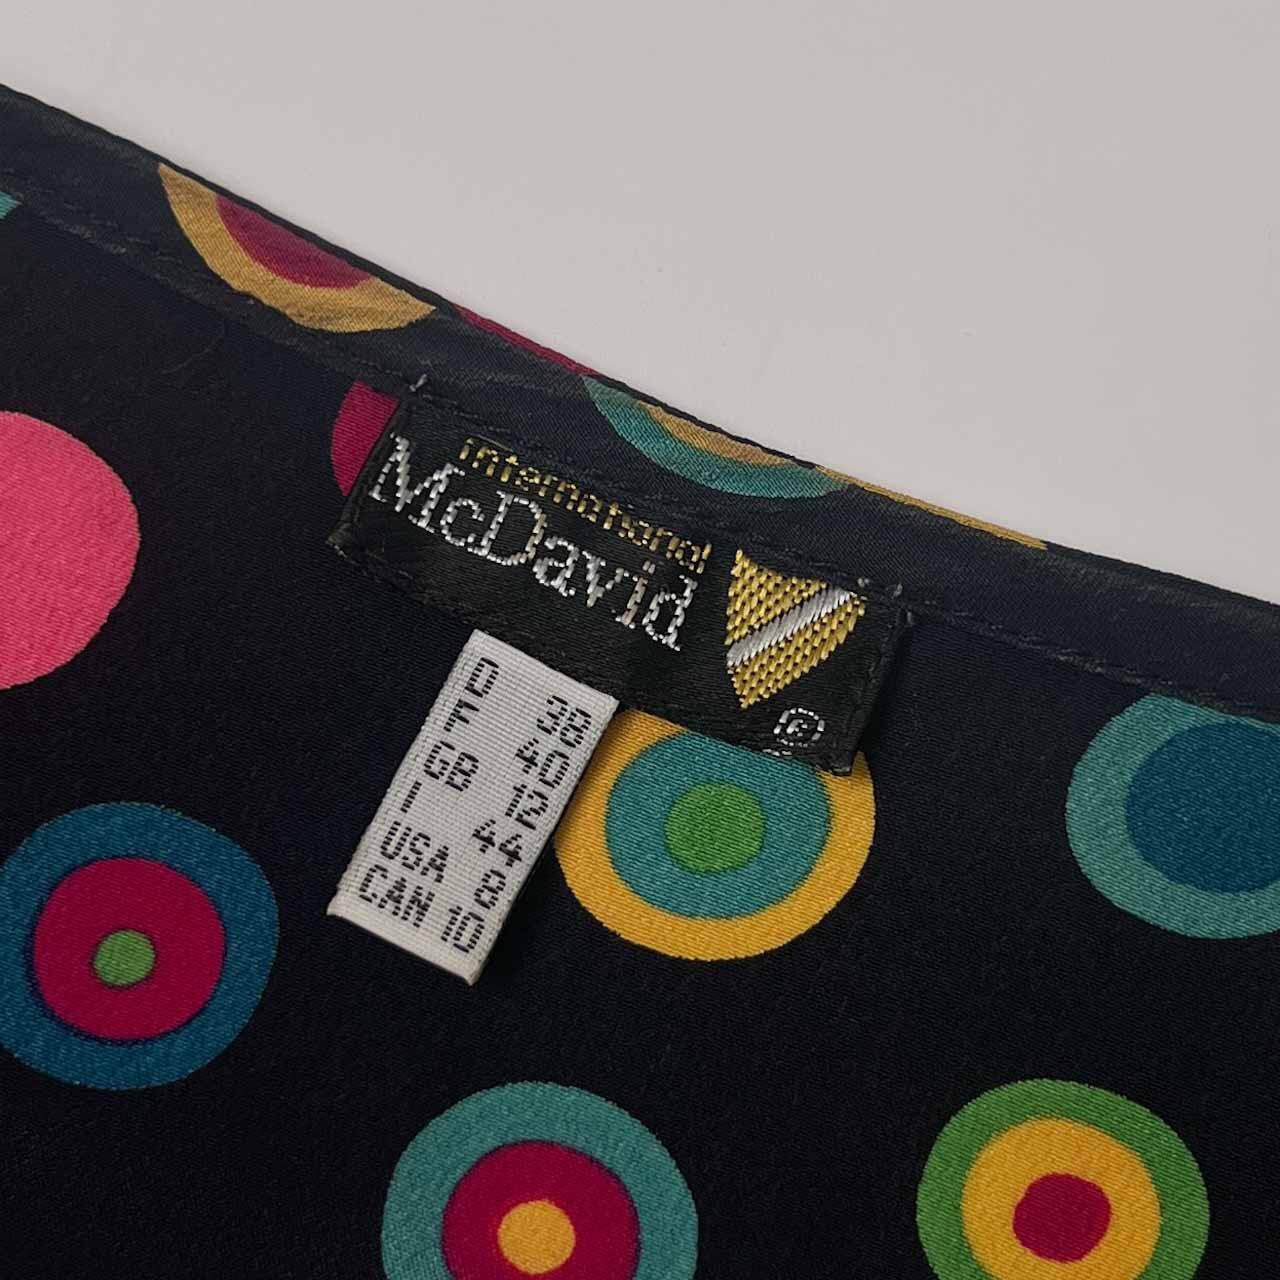 international
McDavid
®
D 38
F 40
GB 12
I 44
USA 8
CAN 10